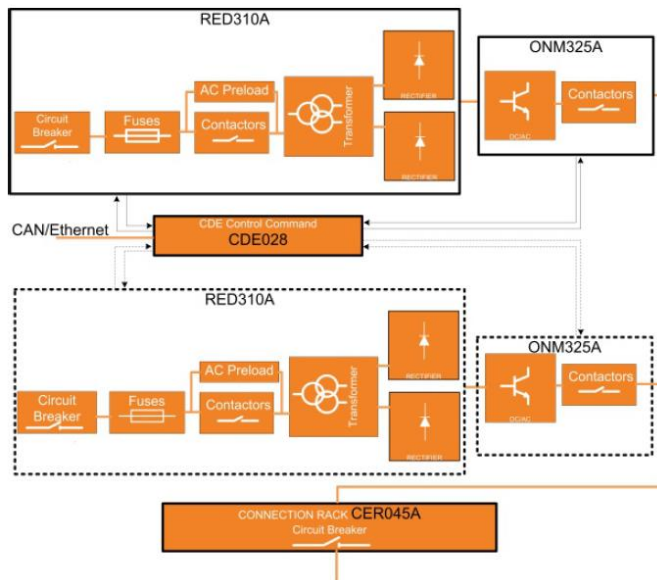 RED310A
ONM325A
AC Preload
RECTIFIER
Circuit
Breaker
Fuses
Contactors
Transformer
Contactors
DC/AC
RECTIFIER
CDE Control Command
CAN/Ethernet
CDE028
RED310A
ONM325A
AC Preload
RECTIFIER
Circuit
Breaker
Fuses
Contactors
Transformer
Contactors
DC/AC
RECTIFIER
CONNECTION RACK CER045A
Circuit Breaker